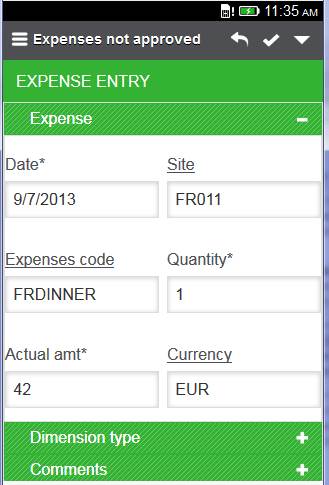 11:35 AM
Expenses not approved
EXPENSE ENTRY
Expense
Date* Site
9/7/2013 FR011
Expenses code Quantity*
FRDINNER 1
Actual amt* Currency
42 EUR
Dimension type
Comments